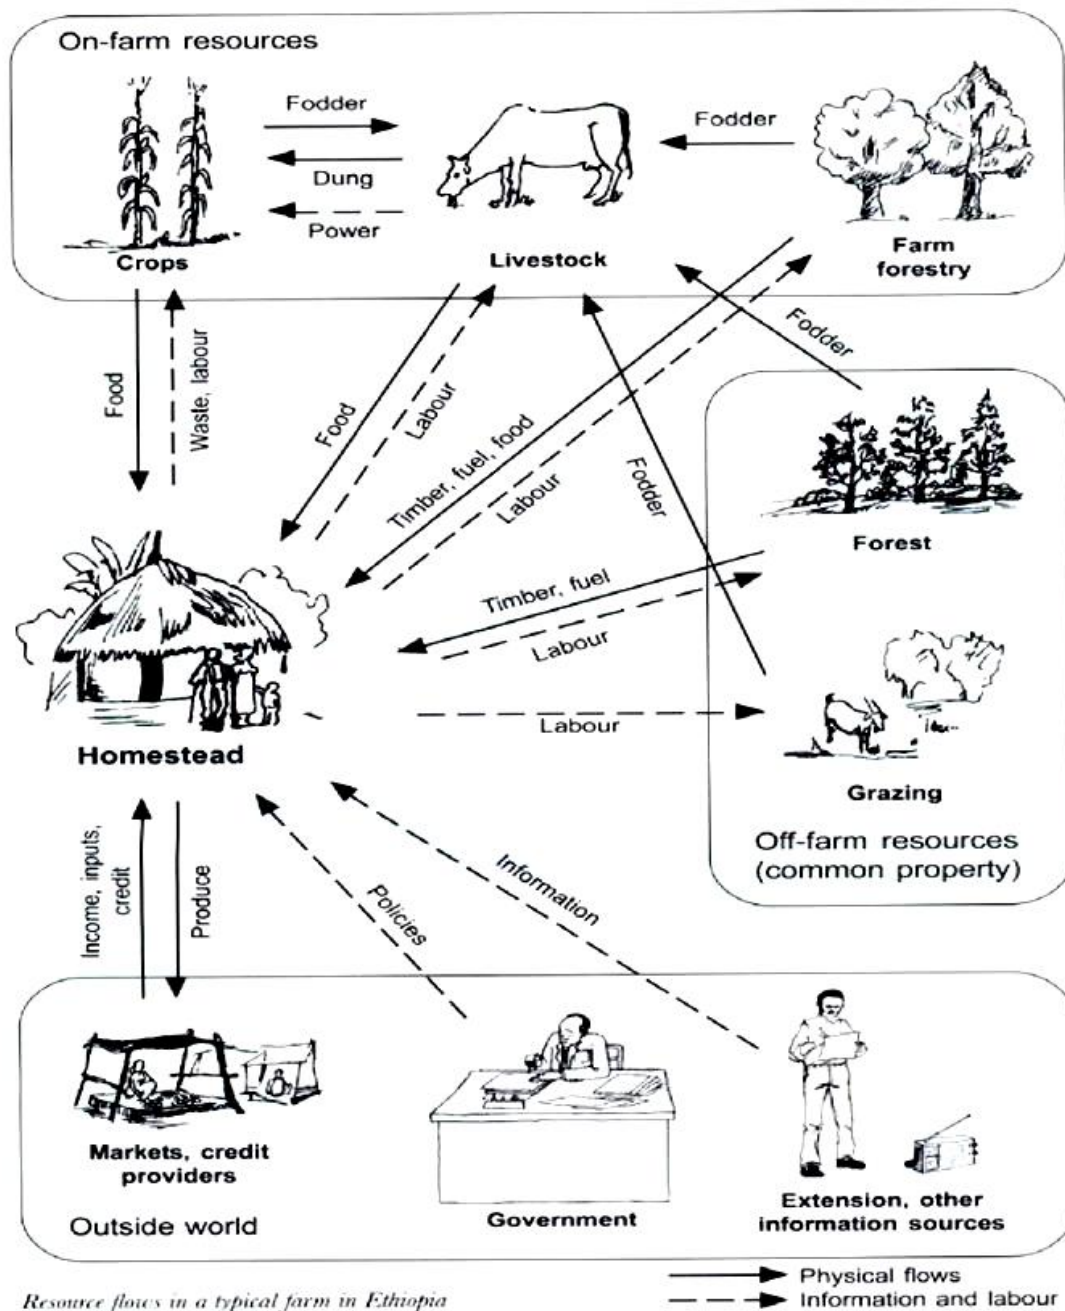 On-farm resources
Fodder
Dung
Power
Fodder
Crops
Livestock
Farm
forestry
Food
Waste, labour
Food
Labour
Timber, fuel, food
Labour
Fodder
Fodder
Forest
Timber, fuel
Labour
Labour
Grazing
Off-farm resources
(common property)
Homestead
Income, inputs,
credit
Produce
Policies
Information
Markets, credit
providers
Outside world
Government
Extension, other
information sources
Resource flows in a typical farm in Ethiopia
Physical flows
Information and labour